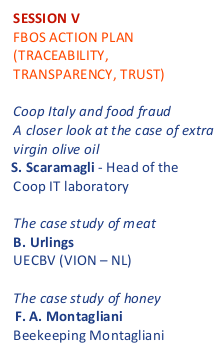 SESSION V
FBOS ACTION PLAN
(TRACEABILITY,
TRANSPARENCY, TRUST)
Coop Italy and food fraud
A closer look at the case of extra
virgin olive oil
S. Scaramagli - Head of the
Coop IT laboratory
The case study of meat
B. Urlings
UECBV (VION – NL)
The case study of honey
F. A. Montagliani
Beekeeping Montagliani